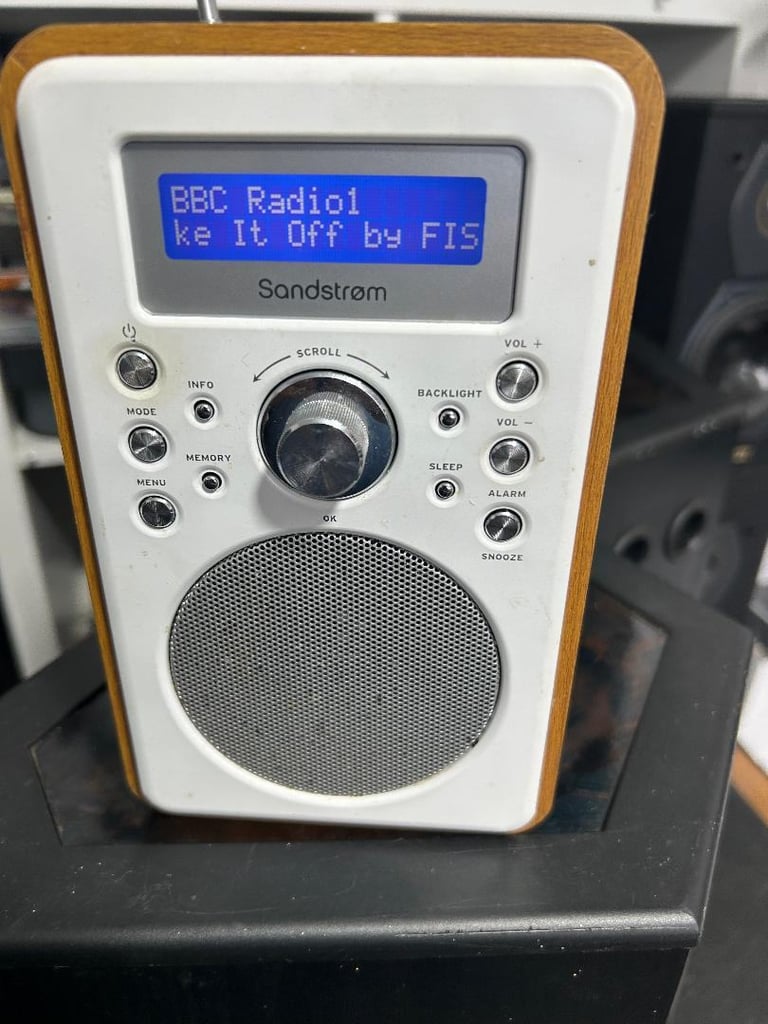 BBC Radio1
ke It Off by FIS
Sandstrøm
SCROLL
VOL +
INFO
BACKLIGHT
MODE
VOL −
MEMORY
SLEEP
MENU
ALARM
OK
SNOOZE